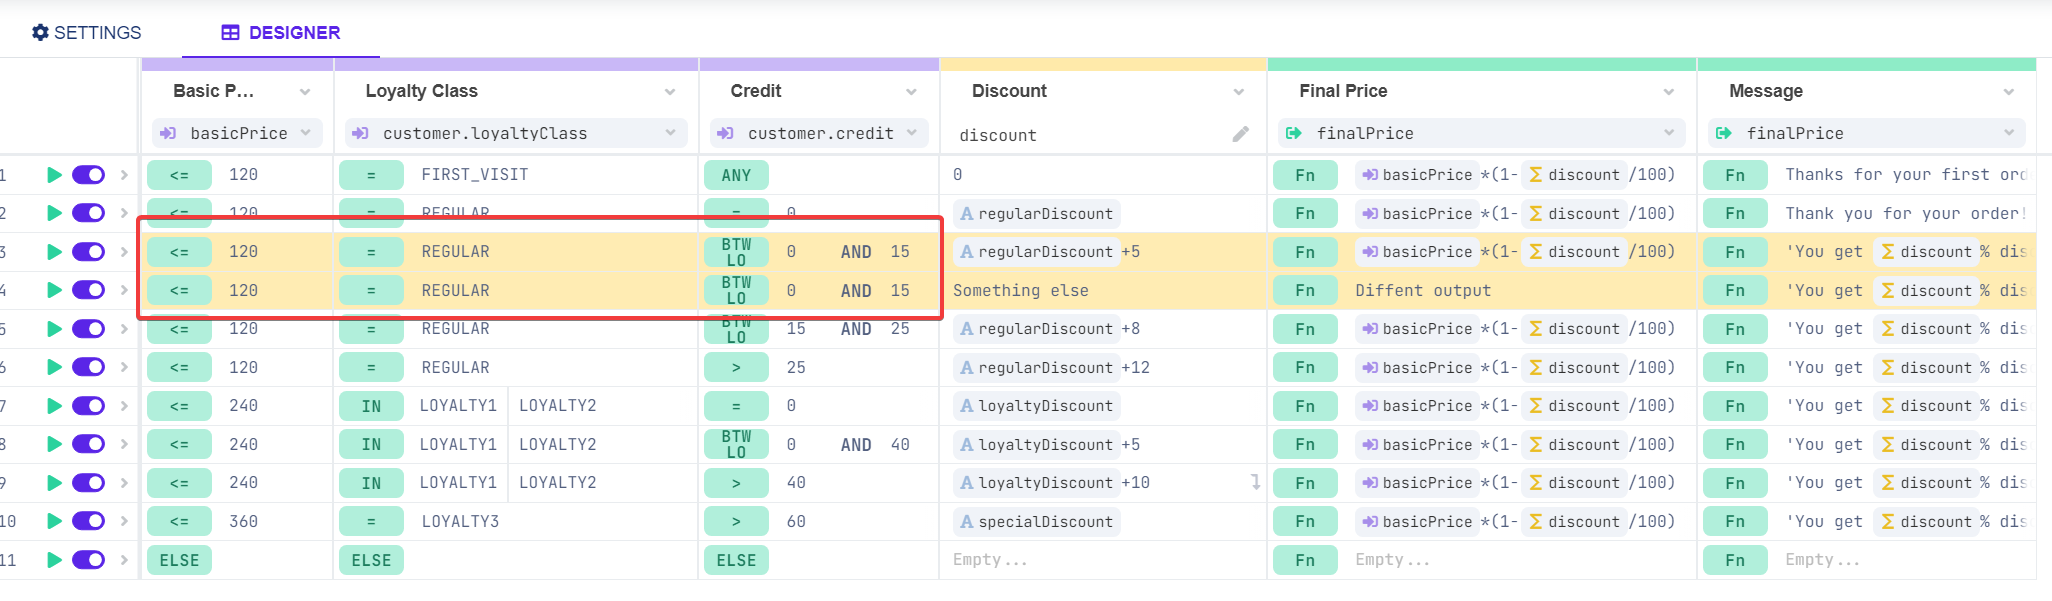 SETTINGS DESIGNER
Basic P... Loyalty Class Credit Discount Final Price Message
basicPrice customer.loyaltyClass customer.credit discount finalPrice finalPrice
1 <= 120 = FIRST_VISIT ANY 0 Fn basicPrice *(1- Σ discount /100) Fn Thanks for your first ord
2 <= 120 = REGULAR = 0 A regularDiscount Fn basicPrice *(1- Σ discount /100) Fn Thank you for your order!
3 <= 120 = REGULAR BTW LO 0 AND 15 A regularDiscount +5 Fn basicPrice *(1- Σ discount /100) Fn 'You get Σ discount % dis
4 <= 120 = REGULAR BTW LO 0 AND 15 Something else Fn Diffent output Fn 'You get Σ discount % dis
5 <= 120 = REGULAR BTW LO 15 AND 25 A regularDiscount +8 Fn basicPrice *(1- Σ discount /100) Fn 'You get Σ discount % dis
6 <= 120 = REGULAR > 25 A regularDiscount +12 Fn basicPrice *(1- Σ discount /100) Fn 'You get Σ discount % dis
7 <= 240 IN LOYALTY1 LOYALTY2 = 0 A loyaltyDiscount Fn basicPrice *(1- Σ discount /100) Fn 'You get Σ discount % dis
8 <= 240 IN LOYALTY1 LOYALTY2 BTW LO 0 AND 40 A loyaltyDiscount +5 Fn basicPrice *(1- Σ discount /100) Fn 'You get Σ discount % dis
9 <= 240 IN LOYALTY1 LOYALTY2 > 40 A loyaltyDiscount +10 Fn basicPrice *(1- Σ discount /100) Fn 'You get Σ discount % dis
10 <= 360 = LOYALTY3 > 60 A specialDiscount Fn basicPrice *(1- Σ discount /100) Fn 'You get Σ discount % dis
11 ELSE ELSE ELSE Empty... Fn Empty... Fn Empty...